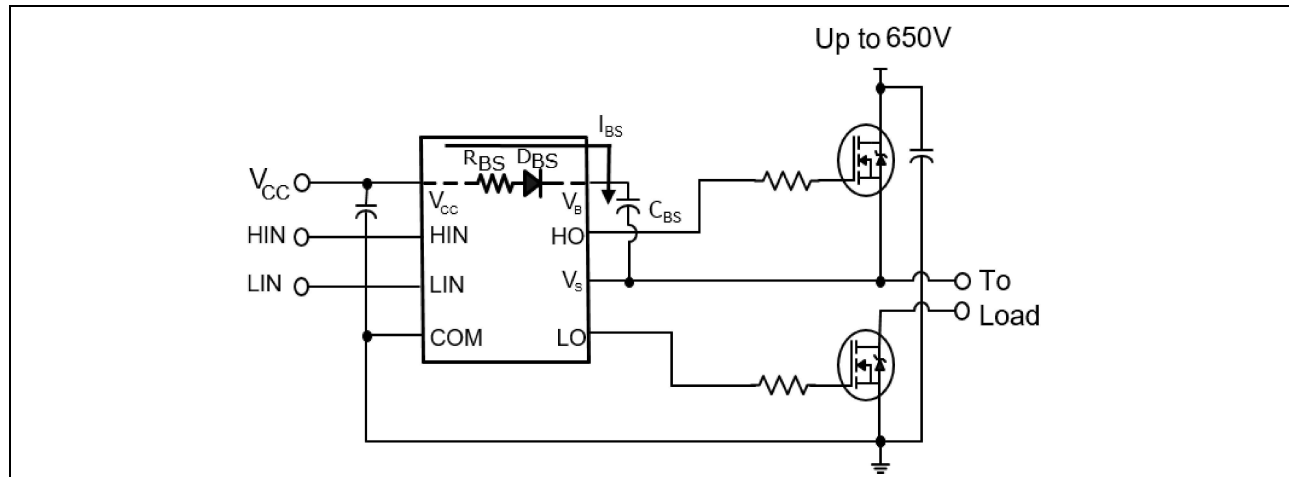 Up to 650V
I_BS
R_BS
D_BS
V_CC
V_CC
V_B
C_BS
HIN
HIN
HO
LIN
LIN
V_S
To
Load
COM
LO